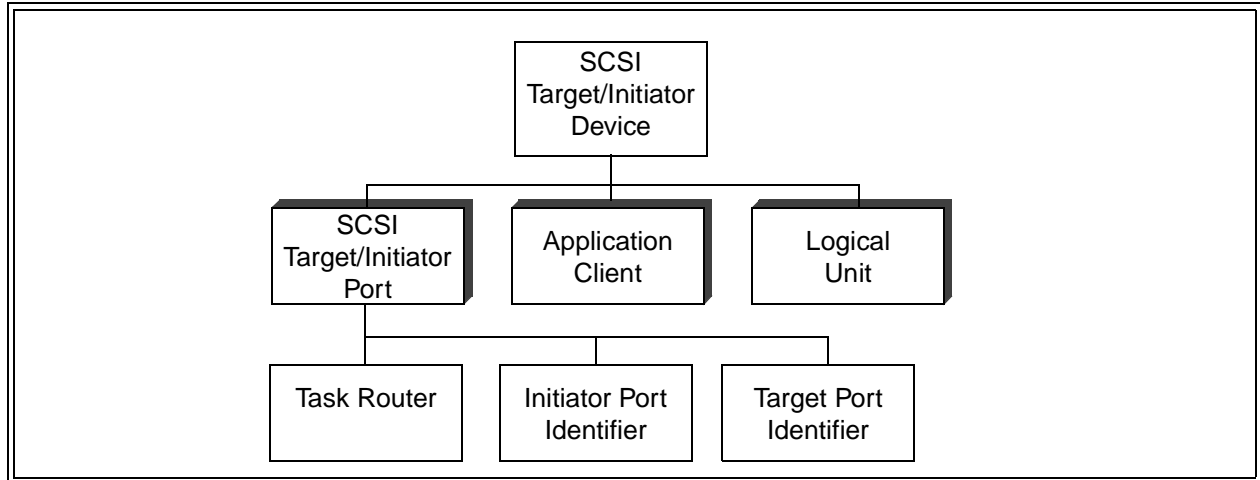 SCSI
Target/Initiator
Device
SCSI
Target/Initiator
Port
Application
Client
Logical
Unit
Task Router
Initiator Port
Identifier
Target Port
Identifier